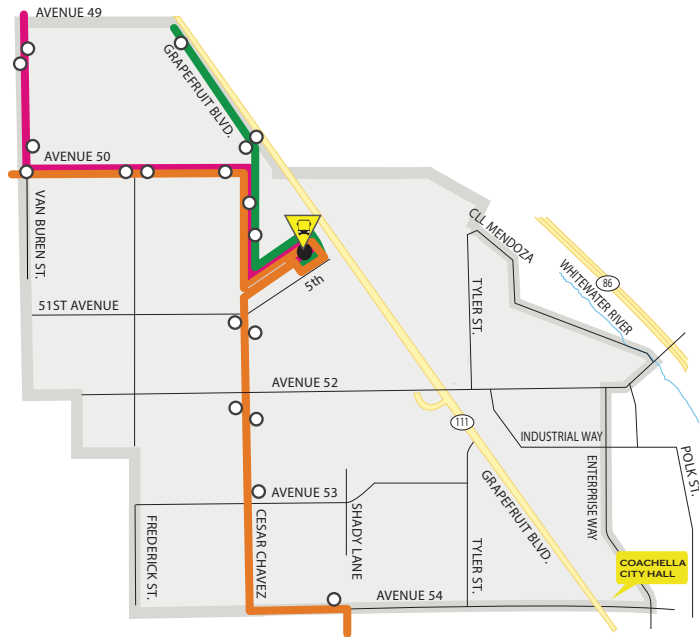 AVENUE 49
GRAPEFRUIT BLVD.
AVENUE 50
VAN BUREN ST.
CLL MENDOZA
WHITEWATER RIVER
86
TYLER ST.
5th
51ST AVENUE
AVENUE 52
111
INDUSTRIAL WAY
ENTERPRISE WAY
POLK ST.
GRAPEFRUIT BLVD.
AVENUE 53
SHADY LANE
FREDERICK ST.
CESAR CHAVEZ
TYLER ST.
COACHELLA
CITY HALL
AVENUE 54